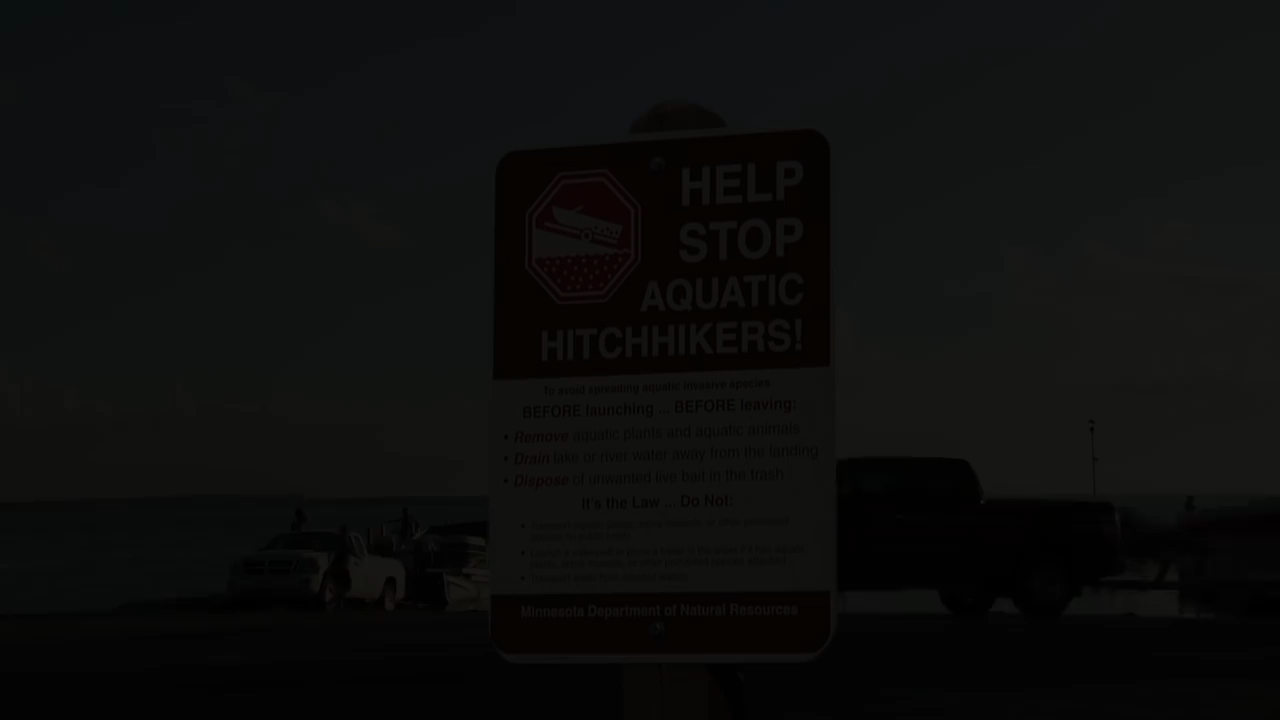 HELP
STOP
AQUATIC
HITCHHIKERS!
To avoid spreading aquatic invasive species
BEFORE launching ... BEFORE leaving:
• Remove aquatic plants and aquatic animals
• Drain lake or river water away from the landing
• Dispose of unwanted live bait in the trash
It's the Law ... Do Not:
Minnesota Department of Natural Resources